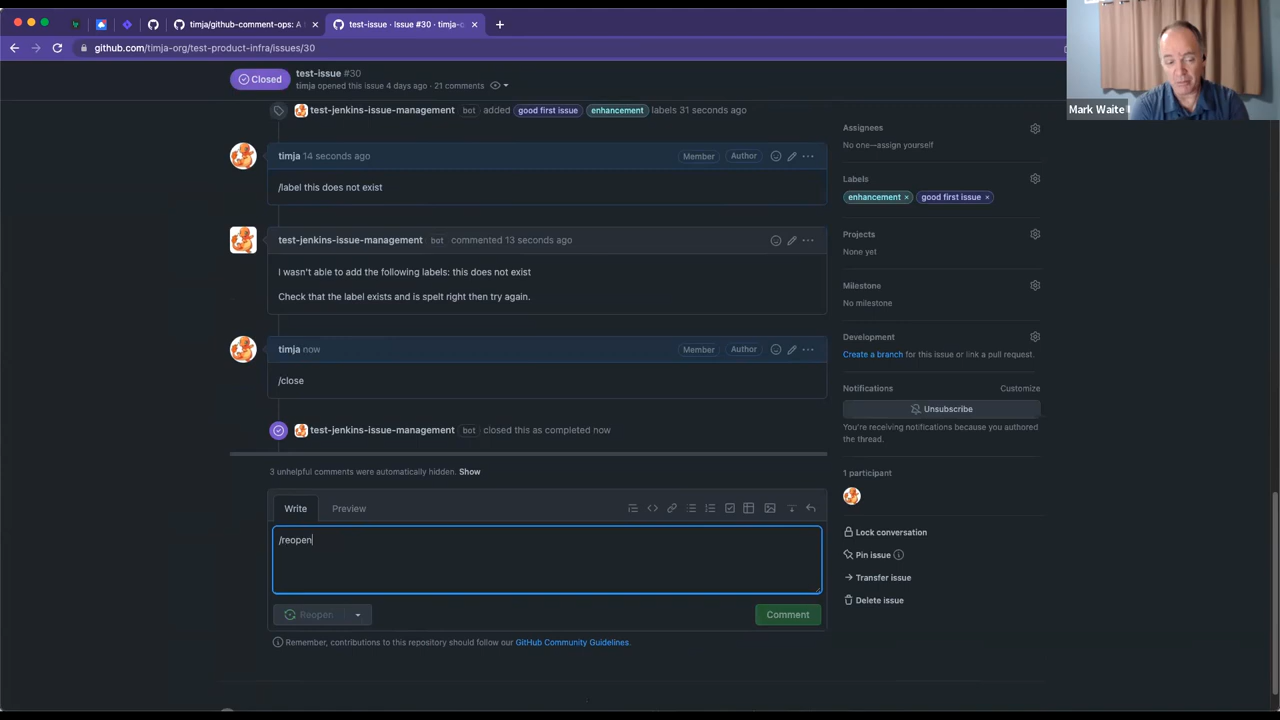 timja/github-comment-ops: A
test-issue · Issue #30 · timja-o
github.com/timja-org/test-product-infra/issues/30
Mark Waite
Closed
test-issue #30
timja opened this issue 4 days ago · 21 comments
test-jenkins-issue-management bot added good first issue enhancement labels 31 seconds ago
timja 14 seconds ago Member Author
/label this does not exist
test-jenkins-issue-management bot commented 13 seconds ago
I wasn't able to add the following labels: this does not exist
Check that the label exists and is spelt right then try again.
timja now Member Author
/close
test-jenkins-issue-management bot closed this as completed now
3 unhelpful comments were automatically hidden. Show
Write Preview
/reopen
Reopen
Comment
Remember, contributions to this repository should follow our GitHub Community Guidelines.
Assignees
No one—assign yourself
Labels
enhancement × good first issue ×
Projects
None yet
Milestone
No milestone
Development
Create a branch for this issue or link a pull request.
Notifications Customize
Unsubscribe
You're receiving notifications because you authored
the thread.
1 participant
Lock conversation
Pin issue
Transfer issue
Delete issue